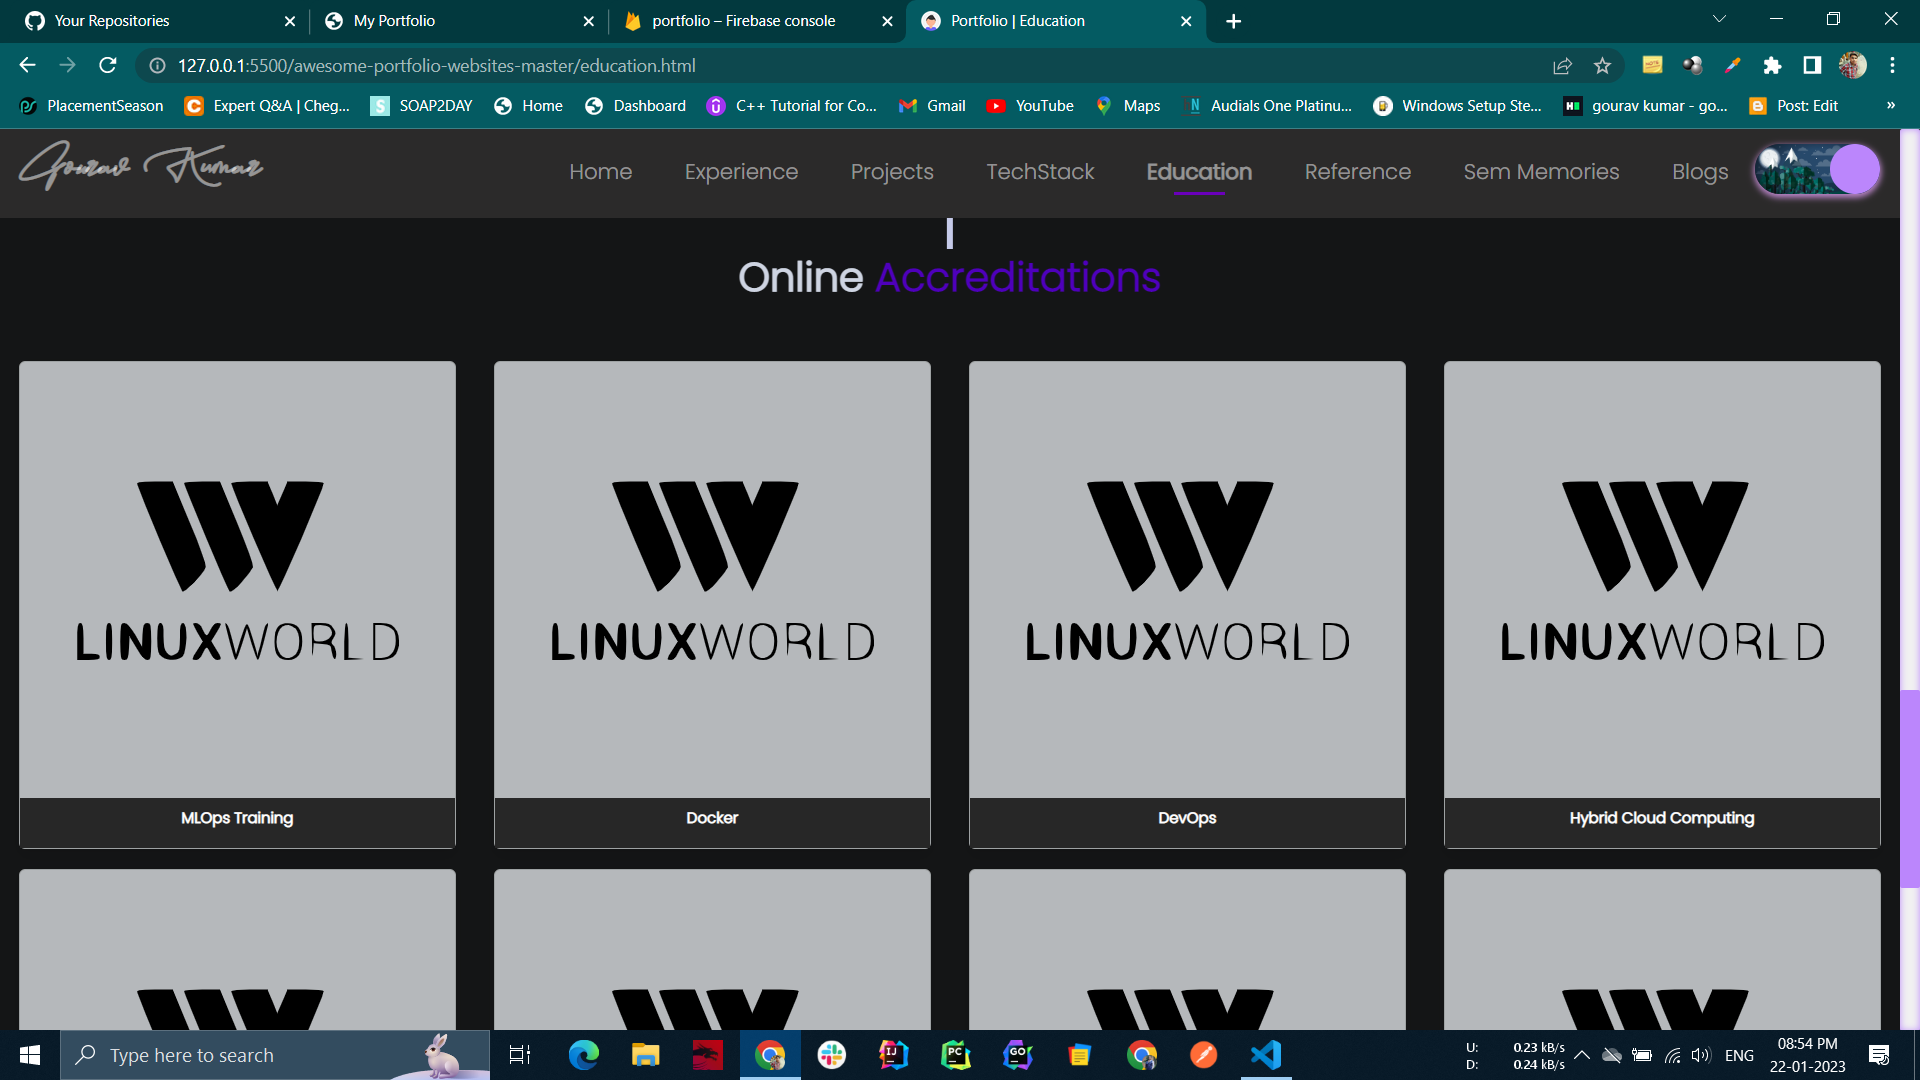 Your Repositories
My Portfolio
portfolio – Firebase console
Portfolio | Education
127.0.0.1:5500/awesome-portfolio-websites-master/education.html
PlacementSeason
Expert Q&A | Cheg...
SOAP2DAY
Home
Dashboard
C++ Tutorial for Co...
Gmail
YouTube
Maps
Audials One Platinu...
Windows Setup Ste...
gourav kumar - go...
Post: Edit
»
Gourav Kumar
Home
Experience
Projects
TechStack
Education
Reference
Sem Memories
Blogs
Online Accreditations
LINUXWORLD
LINUXWORLD
LINUXWORLD
LINUXWORLD
MLOps Training
Docker
DevOps
Hybrid Cloud Computing
Type here to search
U: 0.23 kB/s
D: 0.24 kB/s
ENG
08:54 PM
22-01-2023